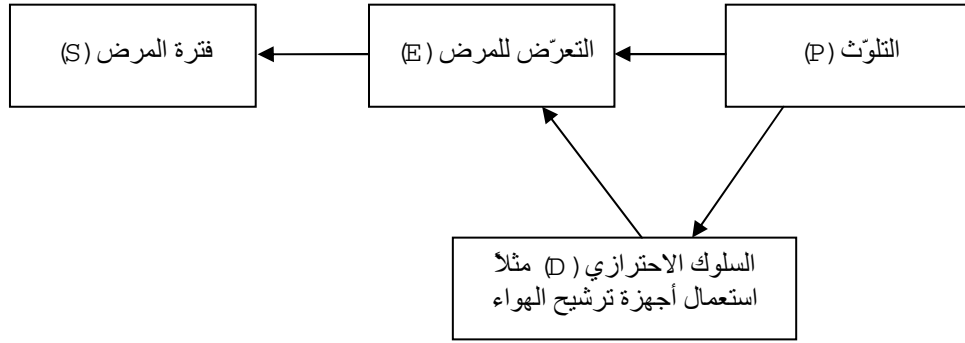 التلوّث (P)
التعرّض للمرض (E)
فترة المرض (S)
السلوك الاحترازي (D) مثلاً
استعمال أجهزة ترشيح الهواء